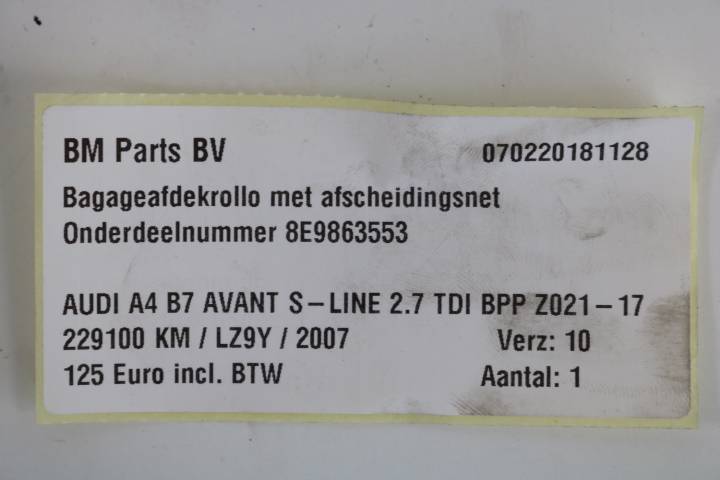 BM Parts BV 070220181128
Bagageafdekrollo met afscheidingsnet
Onderdeelnummer 8E9863553
AUDI A4 B7 AVANT S-LINE 2.7 TDI BPP Z021-17
229100 KM / LZ9Y / 2007 Verz: 10
125 Euro incl. BTW Aantal: 1